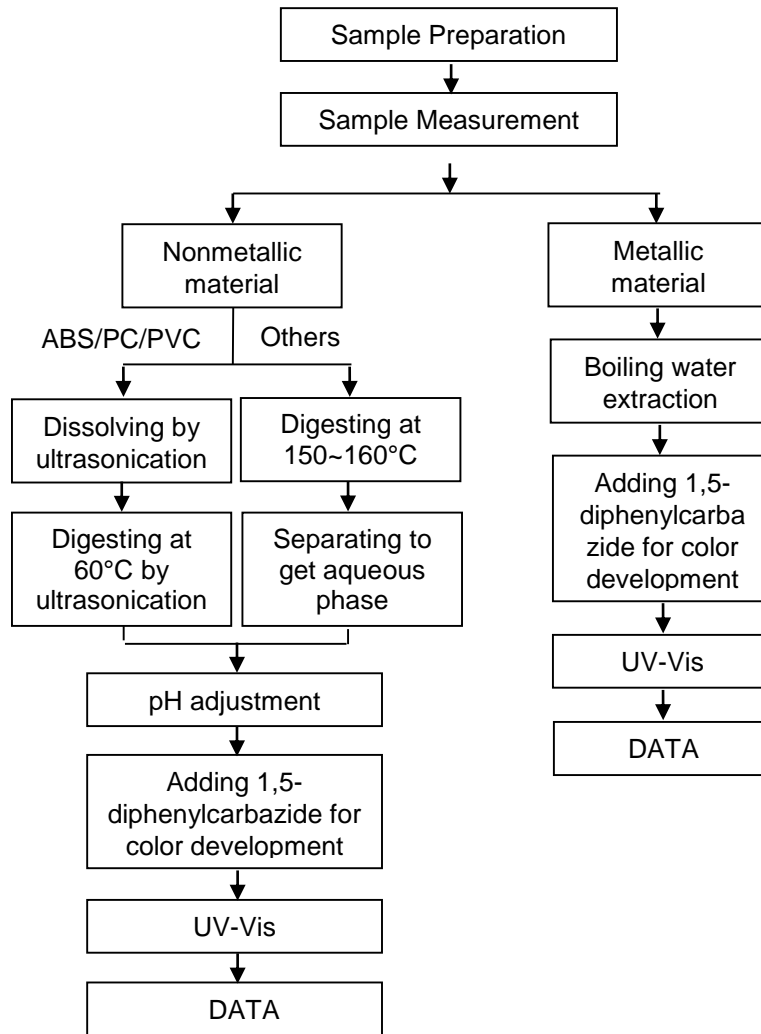 Sample Preparation
Sample Measurement
Nonmetallic
material
ABS/PC/PVC
Others
Dissolving by
ultrasonication
Digesting at
150~160°C
Digesting at
60°C by
ultrasonication
Separating to
get aqueous
phase
pH adjustment
Adding 1,5-
diphenylcarbazide for
color development
UV-Vis
DATA
Metallic
material
Boiling water
extraction
Adding 1,5-
diphenylcarba
zide for color
development
UV-Vis
DATA